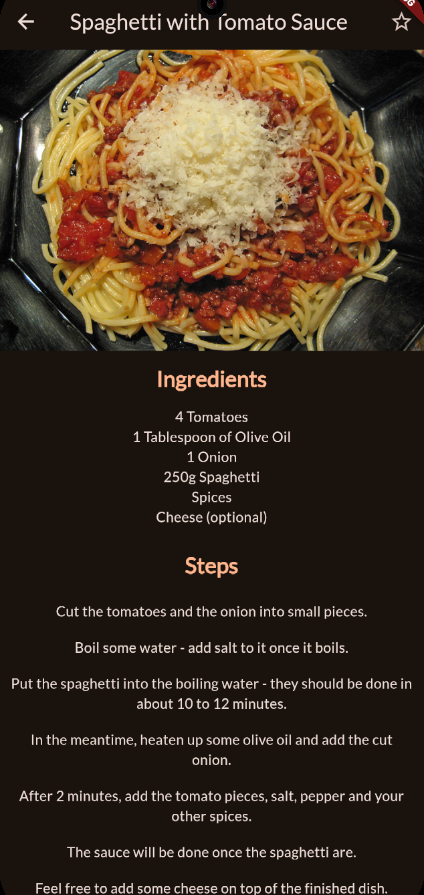 Spaghetti with Tomato Sauce
Ingredients
4 Tomatoes
1 Tablespoon of Olive Oil
1 Onion
250g Spaghetti
Spices
Cheese (optional)
Steps
Cut the tomatoes and the onion into small pieces.
Boil some water - add salt to it once it boils.
Put the spaghetti into the boiling water - they should be done in
about 10 to 12 minutes.
In the meantime, heaten up some olive oil and add the cut
onion.
After 2 minutes, add the tomato pieces, salt, pepper and your
other spices.
The sauce will be done once the spaghetti are.
Feel free to add some cheese on top of the finished dish.